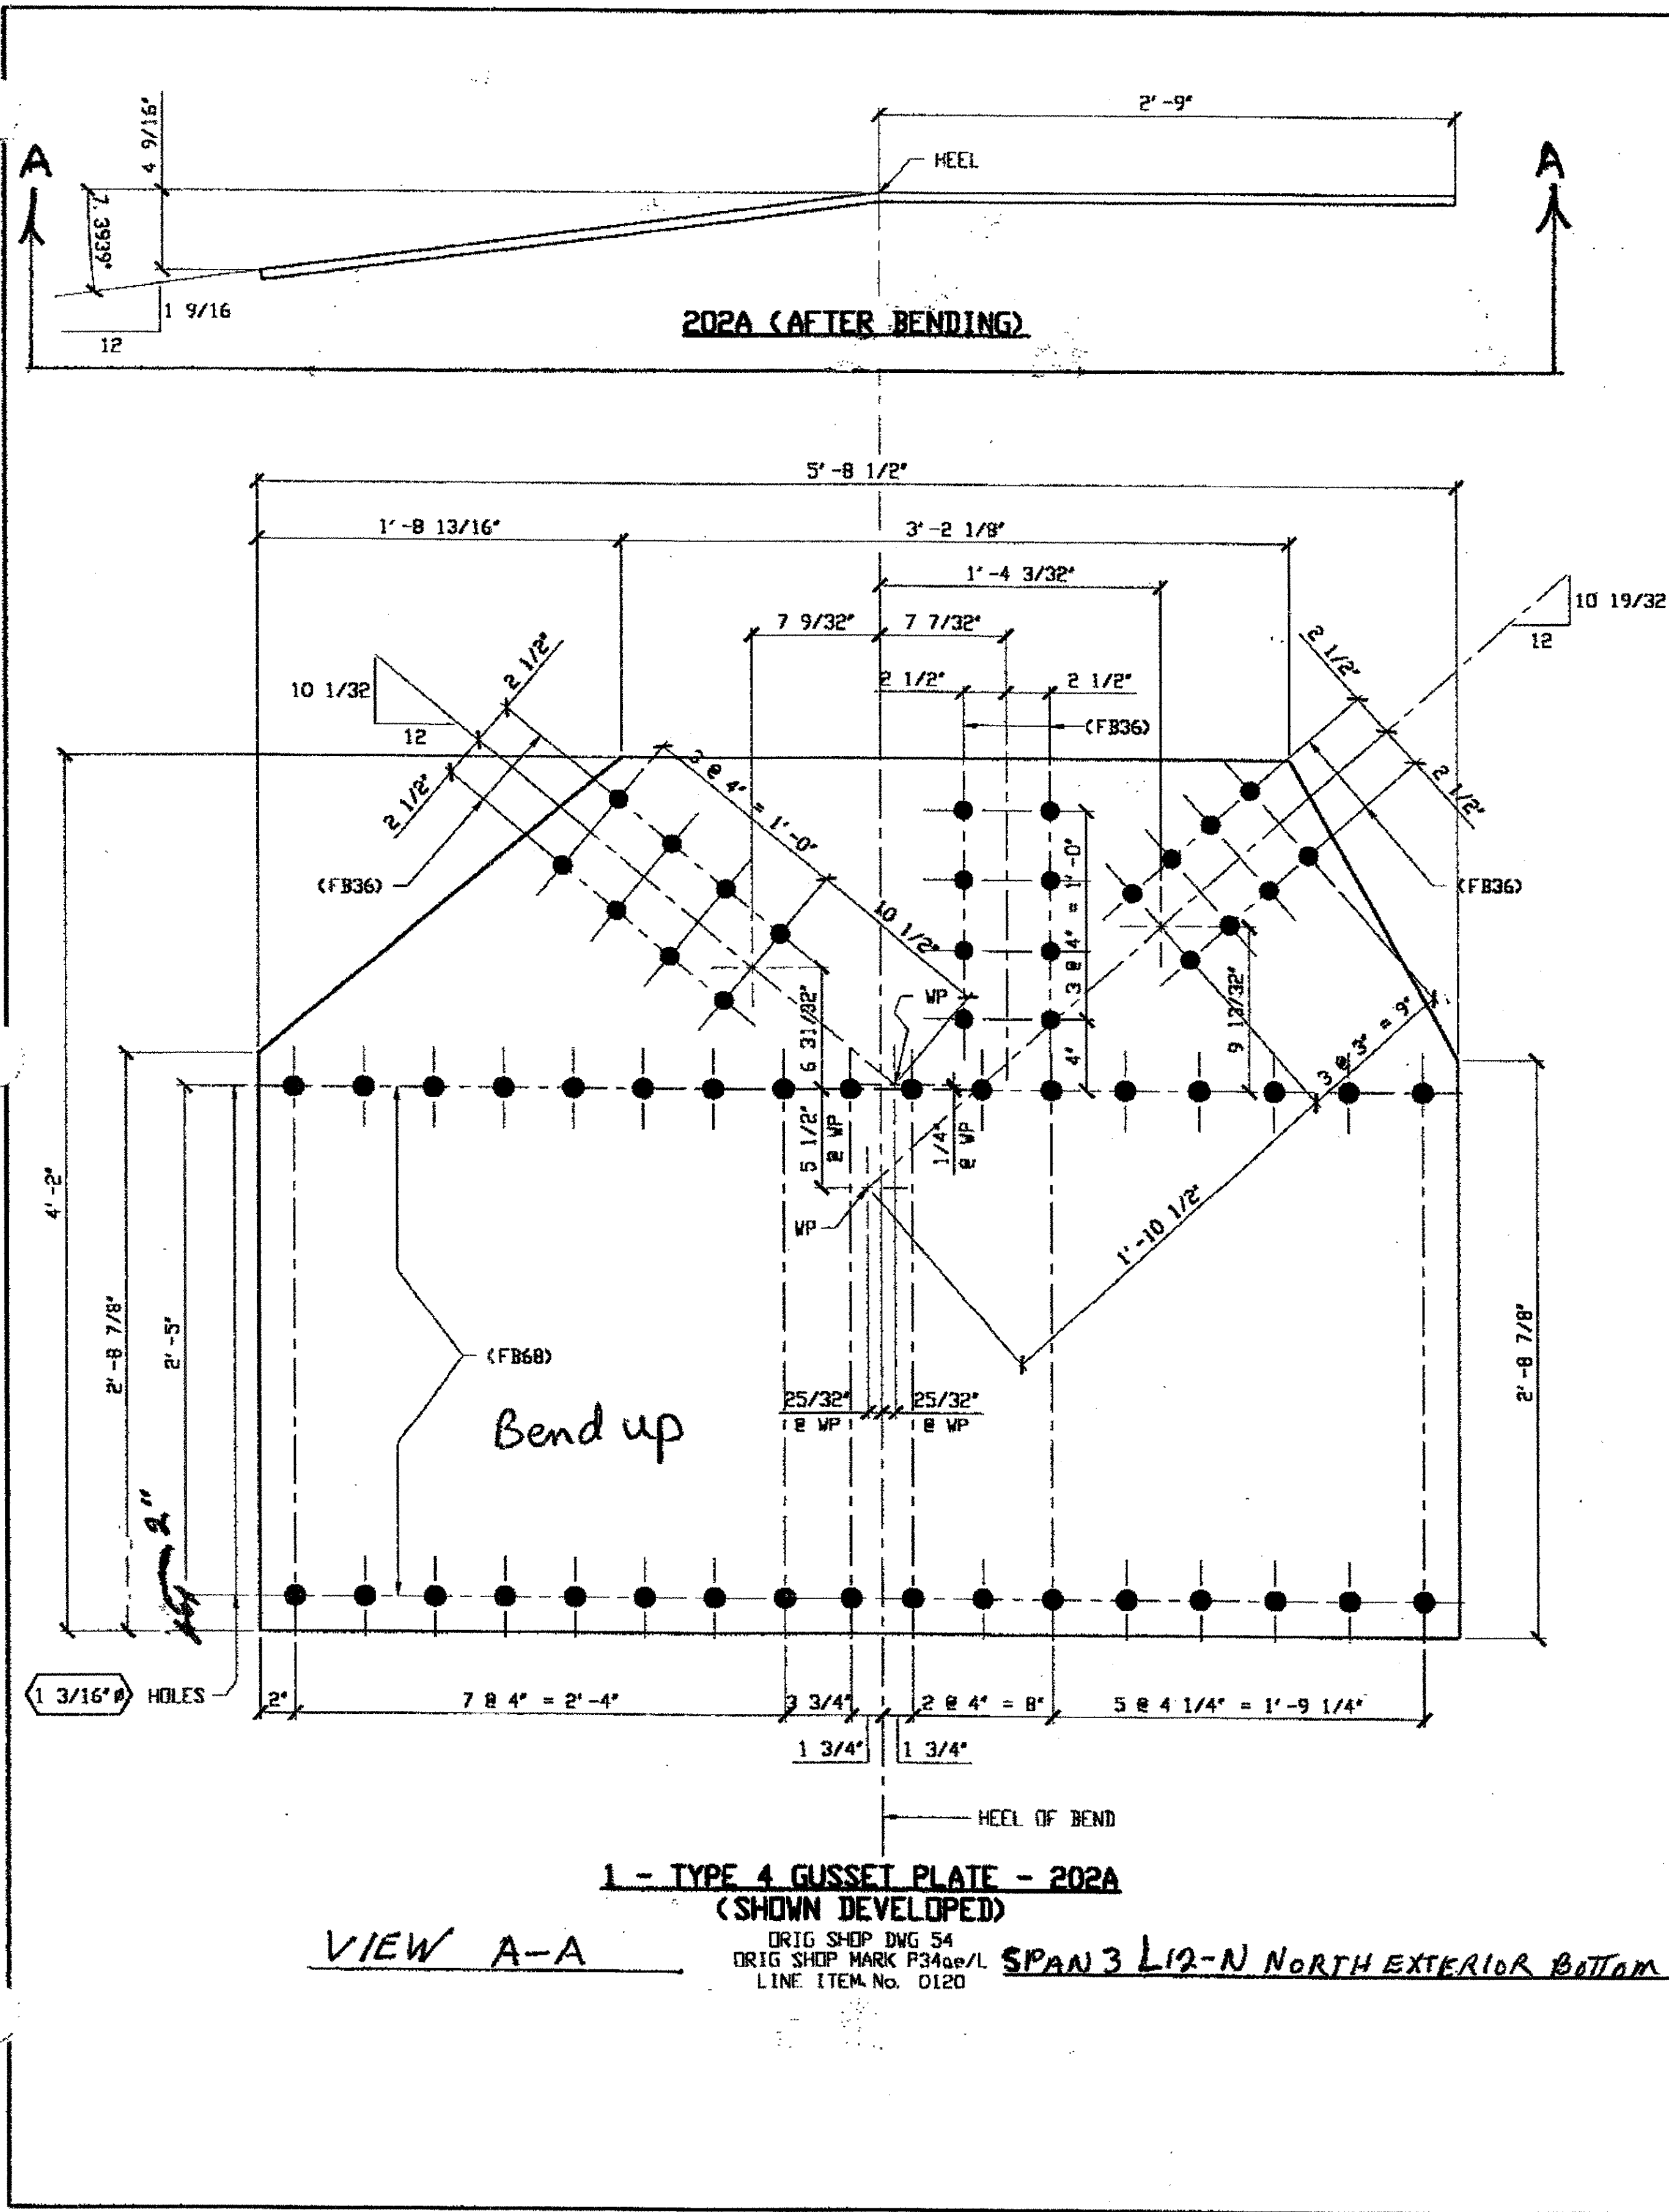 2'-9"
4 9/16"
HEEL
A
A
7.3939°
1 9/16
12
202A (AFTER BENDING)
5'-8 1/2"
1'-8 13/16"
3'-2 1/8"
1'-4 3/32"
10 19/32
12
7 9/32"
7 7/32"
2 1/2"
2 1/2"
10 1/32
12
2 1/2"
2 1/2"
(FB36)
2 1/2"
3 @ 4" = 1'-0"
2 1/2"
(FB36)
(FB36)
3 @ 4" = 1'-0"
10 1/2"
WP
6 31/32"
9 13/32"
4"
3 @ 3" = 9"
5 1/2"
@ WP
1/4"
@ WP
4'-2"
WP
1'-10 1/2"
2'-8 7/8"
2'-5"
(FB68)
2'-8 7/8"
25/32"
@ WP
25/32"
@ WP
Bend up
2"
1 3/16"Ø HOLES
2"
7 @ 4" = 2'-4"
3 3/4"
2 @ 4" = 8"
5 @ 4 1/4" = 1'-9 1/4"
1 3/4"
1 3/4"
HEEL OF BEND
1 - TYPE 4 GUSSET PLATE - 202A
(SHOWN DEVELOPED)
VIEW A-A
ORIG SHOP DWG 54
ORIG SHOP MARK P34ae/L
LINE ITEM. No. 0120
SPAN 3 L12-N NORTH EXTERIOR BOTTOM